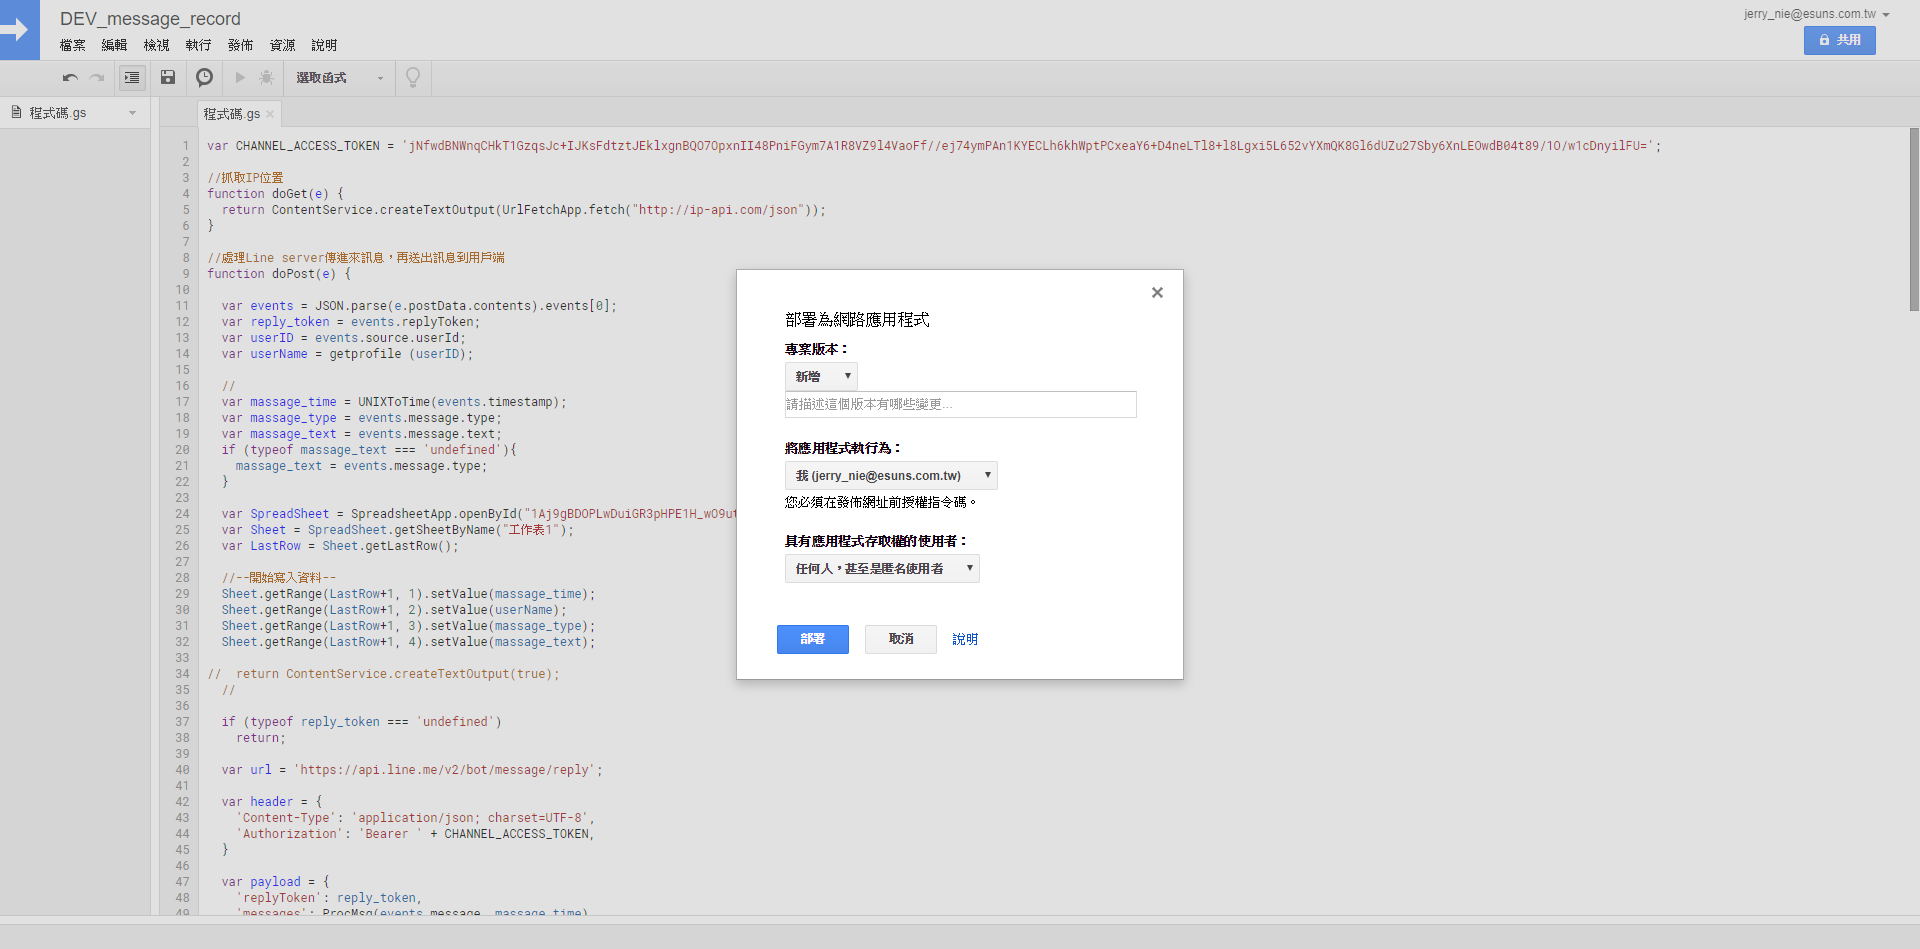 DEV_message_record
jerry_nie@esuns.com.tw
檔案 編輯 檢視 執行 發佈 資源 說明
共用
選取函式
程式碼.gs
程式碼.gs
1 var CHANNEL_ACCESS_TOKEN = 'jNfwdBNWnqCHkT1GzqsJc+IJKsFdtztJEklxgnBQO7OpxnII48PniFGym7A1R8VZ9l4VaoFf//ej74ymPAn1KYECLh6khWptPCxeaY6+D4neLTl8+l8Lgxi5L652vYXmQK8Gl6dUZu27Sby6XnLEOwdB04t89/1O/w1cDnyilFU=';
2
3 //抓取IP位置
4 function doGet(e) {
5 return ContentService.createTextOutput(UrlFetchApp.fetch("http://ip-api.com/json"));
6 }
7
8 //處理Line server傳進來訊息，再送出訊息到用戶端
9 function doPost(e) {
10
11 var events = JSON.parse(e.postData.contents).events[0];
12 var reply_token = events.replyToken;
13 var userID = events.source.userId;
14 var userName = getprofile (userID);
15
16 //
17 var massage_time = UNIXToTime(events.timestamp);
18 var massage_type = events.message.type;
19 var massage_text = events.message.text;
20 if (typeof massage_text === 'undefined'){
21 massage_text = events.message.type;
22 }
23
24 var SpreadSheet = SpreadsheetApp.openById("1Aj9gBDOPLwDuiGR3pHPE1H_wO9ut
25 var Sheet = SpreadSheet.getSheetByName("工作表1");
26 var LastRow = Sheet.getLastRow();
27
28 //--開始寫入資料--
29 Sheet.getRange(LastRow+1, 1).setValue(massage_time);
30 Sheet.getRange(LastRow+1, 2).setValue(userName);
31 Sheet.getRange(LastRow+1, 3).setValue(massage_type);
32 Sheet.getRange(LastRow+1, 4).setValue(massage_text);
33
34 // return ContentService.createTextOutput(true);
35 //
36
37 if (typeof reply_token === 'undefined')
38 return;
39
40 var url = 'https://api.line.me/v2/bot/message/reply';
41
42 var header = {
43 'Content-Type': 'application/json; charset=UTF-8',
44 'Authorization': 'Bearer ' + CHANNEL_ACCESS_TOKEN,
45 }
46
47 var payload = {
48 'replyToken': reply_token,
49 'messages': ProcMsg(events.message, massage_time)
部署為網路應用程式
專案版本：
新增
請描述這個版本有哪些變更...
將應用程式執行為：
我 (jerry_nie@esuns.com.tw)
您必須在發佈網址前授權指令碼。
具有應用程式存取權的使用者：
任何人，甚至是匿名使用者
部署 取消 說明